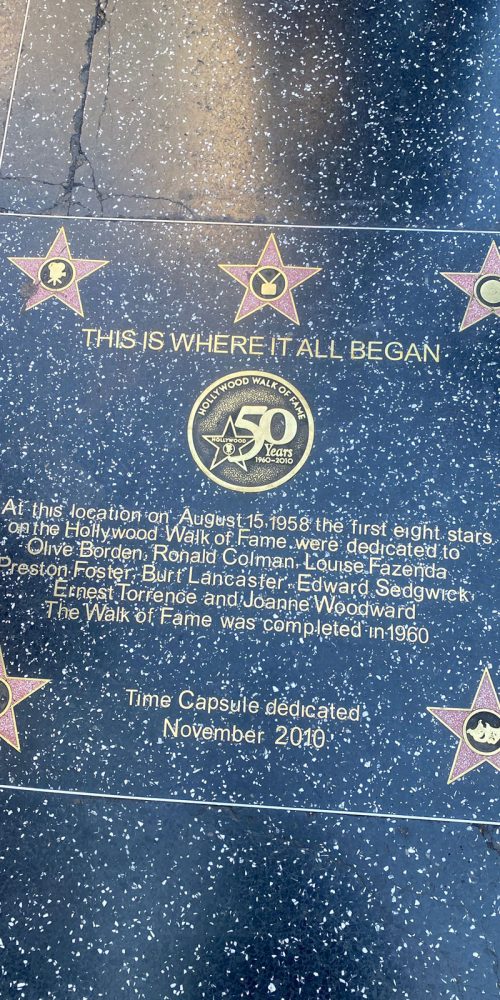 THIS IS WHERE IT ALL BEGAN
HOLLYWOOD WALK OF FAME
50
HOLLYWOOD
Years
1960-2010
At this location on August 15, 1958 the first eight stars
on the Hollywood Walk of Fame were dedicated to
Olive Borden, Ronald Colman, Louise Fazenda
Preston Foster, Burt Lancaster, Edward Sedgwick
Ernest Torrence and Joanne Woodward
The Walk of Fame was completed in 1960
Time Capsule dedicated
November 2010